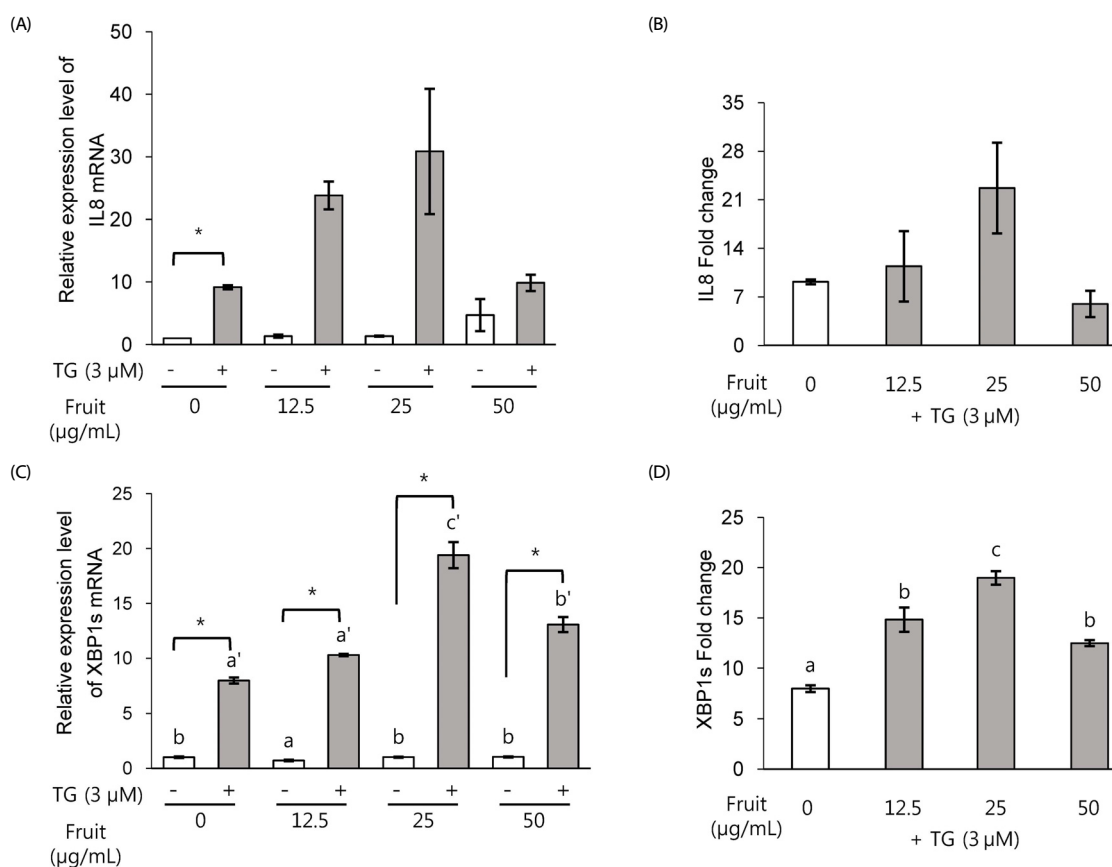 (A)
Relative expression level of
IL8 mRNA
50
40
30
20
10
0
*
TG (3 μM) - + - + - + - +
Fruit
(μg/mL)
0 12.5 25 50
(B)
IL8 Fold change
35
28
21
14
7
0
Fruit
(μg/mL)
0 12.5 25 50
+ TG (3 μM)
(C)
Relative expression level
of XBP1s mRNA
25
20
15
10
5
0
* * * *
b a' a a' b c' b b'
TG (3 μM) - + - + - + - +
Fruit
(μg/mL)
0 12.5 25 50
(D)
XBP1s Fold change
25
20
15
10
5
0
a b c b
Fruit
(μg/mL)
0 12.5 25 50
+ TG (3 μM)